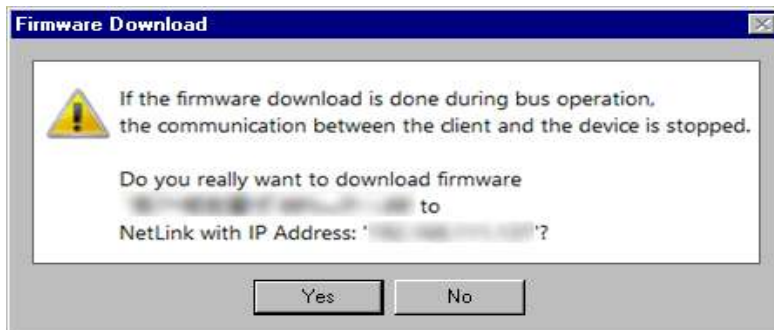 Firmware Download
If the firmware download is done during bus operation,
the communication between the client and the device is stopped.
Do you really want to download firmware
to
NetLink with IP Address: ' '?
Yes
No